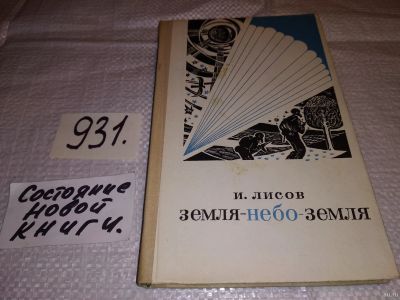 931.
Состояние
новой
книги.
И. ЛИСОВ
ЗЕМЛЯ-НЕБО-ЗЕМЛЯ